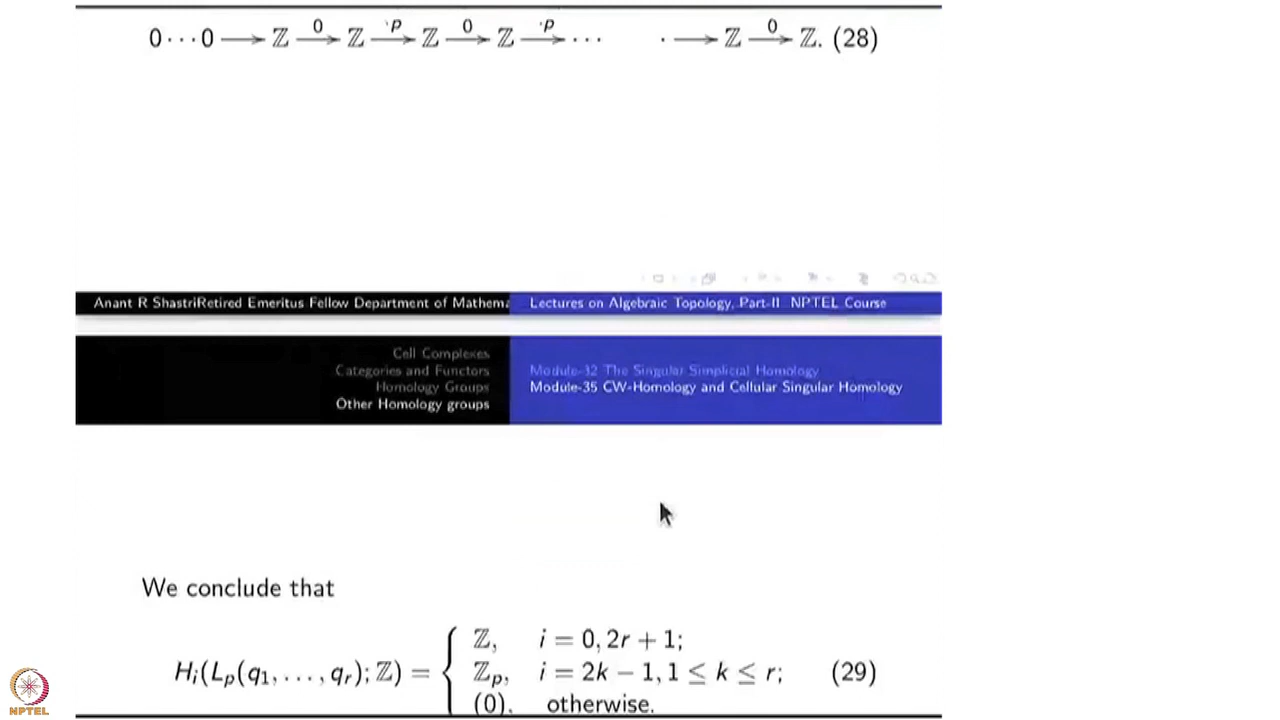 0 · · · 0 ⟶ ℤ —0→ ℤ —·p→ ℤ —0→ ℤ —·p→ · · ·     · ⟶ ℤ —0→ ℤ. (28)
Anant R ShastriRetired Emeritus Fellow Department of Mathema
Lectures on Algebraic Topology, Part-II NPTEL Course
Cell Complexes
Categories and Functors
Homology Groups
Other Homology groups
Module-32 The Singular Simplicial Homology
Module-35 CW-Homology and Cellular Singular Homology
We conclude that
ℤ, i = 0, 2r + 1;
Hᵢ(Lₚ(q₁, . . . , qᵣ); ℤ) = { ℤₚ, i = 2k − 1, 1 ≤ k ≤ r; (29)
(0), otherwise.
NPTEL